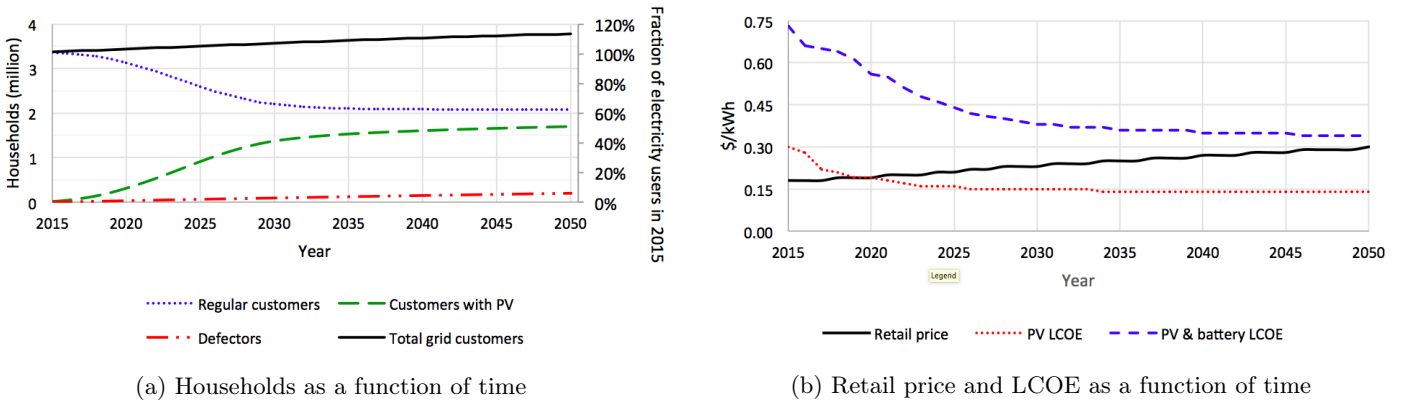 4
3
2
1
0
Households (million)
120%
100%
80%
60%
40%
20%
0%
Fraction of electricity users in 2015
2015 2020 2025 2030 2035 2040 2045 2050
Year
Regular customers Customers with PV
Defectors Total grid customers
(a) Households as a function of time
0.75
0.60
0.45
0.30
0.15
0.00
$/kWh
2015 2020 2025 2030 2035 2040 2045 2050
Legend
Year
Retail price PV LCOE PV & battery LCOE
(b) Retail price and LCOE as a function of time